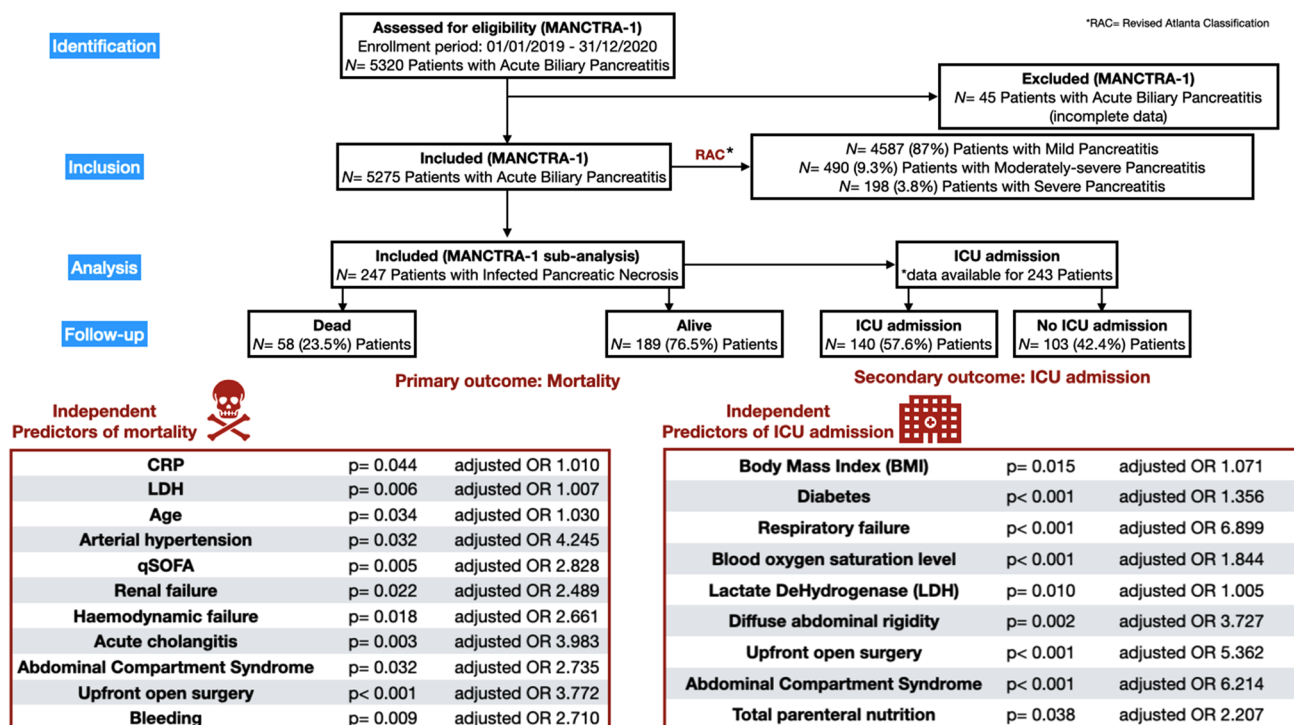 *RAC= Revised Atlanta Classification
Identification
Assessed for eligibility (MANCTRA-1)
Enrollment period: 01/01/2019 - 31/12/2020
N= 5320 Patients with Acute Biliary Pancreatitis
Excluded (MANCTRA-1)
N= 45 Patients with Acute Biliary Pancreatitis
(incomplete data)
Inclusion
Included (MANCTRA-1)
N= 5275 Patients with Acute Biliary Pancreatitis
RAC*
N= 4587 (87%) Patients with Mild Pancreatitis
N= 490 (9.3%) Patients with Moderately-severe Pancreatitis
N= 198 (3.8%) Patients with Severe Pancreatitis
Analysis
Included (MANCTRA-1 sub-analysis)
N= 247 Patients with Infected Pancreatic Necrosis
ICU admission
*data available for 243 Patients
Follow-up
Dead
N= 58 (23.5%) Patients
Alive
N= 189 (76.5%) Patients
ICU admission
N= 140 (57.6%) Patients
No ICU admission
N= 103 (42.4%) Patients
Primary outcome: Mortality
Secondary outcome: ICU admission
Independent
Predictors of mortality
CRP p= 0.044 adjusted OR 1.010
LDH p= 0.006 adjusted OR 1.007
Age p= 0.034 adjusted OR 1.030
Arterial hypertension p= 0.032 adjusted OR 4.245
qSOFA p= 0.005 adjusted OR 2.828
Renal failure p= 0.022 adjusted OR 2.489
Haemodynamic failure p= 0.018 adjusted OR 2.661
Acute cholangitis p= 0.003 adjusted OR 3.983
Abdominal Compartment Syndrome p= 0.032 adjusted OR 2.735
Upfront open surgery p< 0.001 adjusted OR 3.772
Bleeding p= 0.009 adjusted OR 2.710
Independent
Predictors of ICU admission
Body Mass Index (BMI) p= 0.015 adjusted OR 1.071
Diabetes p< 0.001 adjusted OR 1.356
Respiratory failure p< 0.001 adjusted OR 6.899
Blood oxygen saturation level p< 0.001 adjusted OR 1.844
Lactate DeHydrogenase (LDH) p= 0.010 adjusted OR 1.005
Diffuse abdominal rigidity p= 0.002 adjusted OR 3.727
Upfront open surgery p< 0.001 adjusted OR 5.362
Abdominal Compartment Syndrome p< 0.001 adjusted OR 6.214
Total parenteral nutrition p= 0.038 adjusted OR 2.207